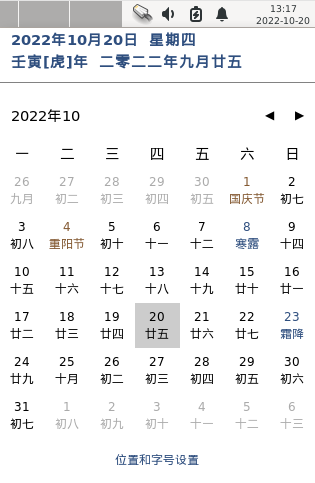 13:17
2022-10-20
2022年10月20日 星期四
壬寅[虎]年 二零二二年九月廿五
2022年10 ◀ ▶
一 二 三 四 五 六 日
26 27 28 29 30 1 2
九月 初二 初三 初四 初五 国庆节 初七
3 4 5 6 7 8 9
初八 重阳节 初十 十一 十二 寒露 十四
10 11 12 13 14 15 16
十五 十六 十七 十八 十九 廿十 廿一
17 18 19 20 21 22 23
廿二 廿三 廿四 廿五 廿六 廿七 霜降
24 25 26 27 28 29 30
廿九 十月 初二 初三 初四 初五 初六
31 1 2 3 4 5 6
初七 初八 初九 初十 十一 十二 十三
位置和字号设置